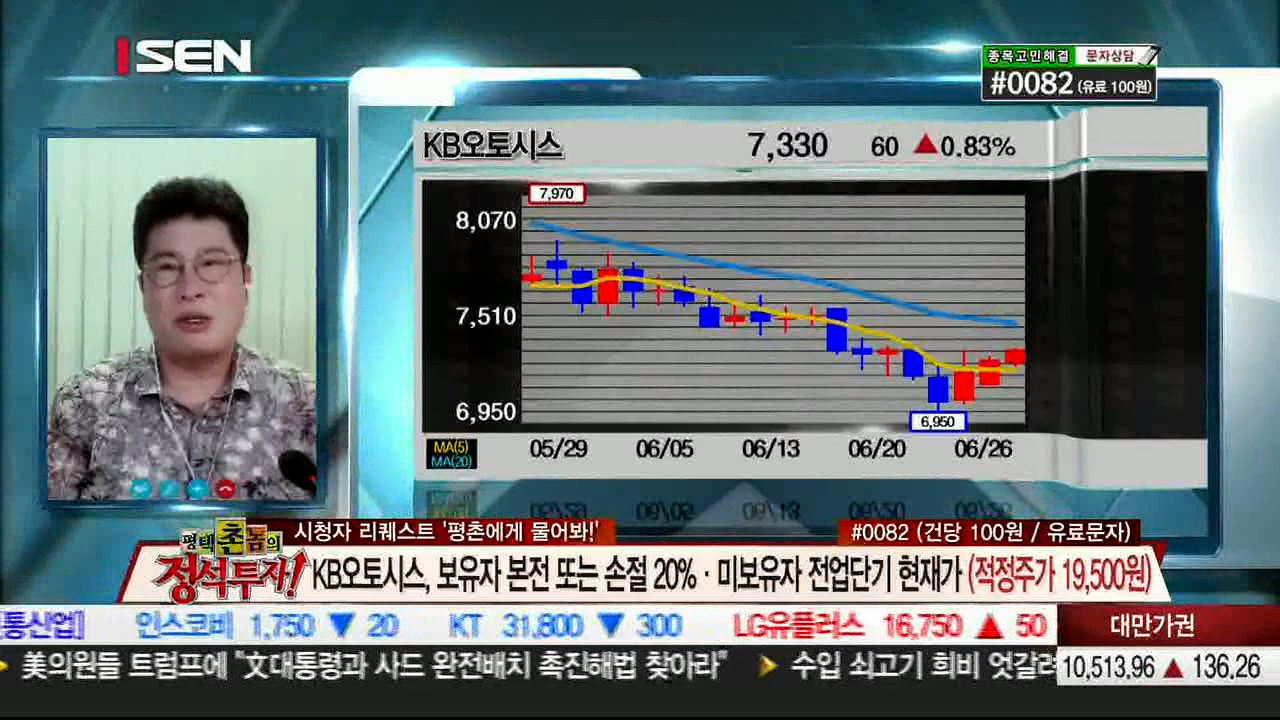 SEN
종목고민해결 문자상담
#0082 (유료 100원)
KB오토시스 7,330 60 ▲0.83%
7,970
8,070
7,510
6,950
6,950
MA(5)
MA(20)
05/29 06/05 06/13 06/20 06/26
시청자 리퀘스트 '평촌에게 물어봐!' #0082 (건당 100원 / 유료문자)
평택촌놈의
정석투자!
KB오토시스, 보유자 본전 또는 손절 20% · 미보유자 전업단기 현재가 (적정주가 19,500원)
통신업] 인스코비 1,750 ▼ 20 KT 31,800 ▼ 300 LG유플러스 16,750 ▲ 50 대만가권
美의원들 트럼프에 "文대통령과 사드 완전배치 촉진해법 찾아라" 수입 쇠고기 희비 엇갈려 10,513.96 ▲ 136.26